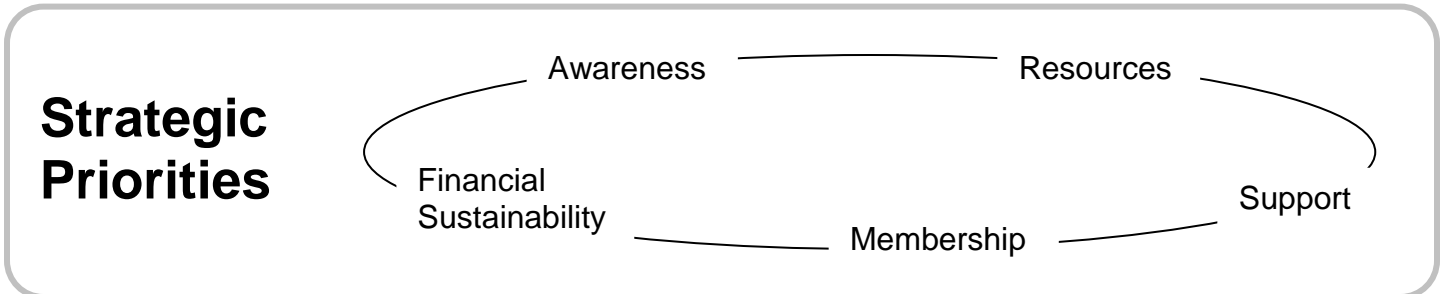 Strategic
Priorities
Awareness
Resources
Support
Membership
Financial
Sustainability